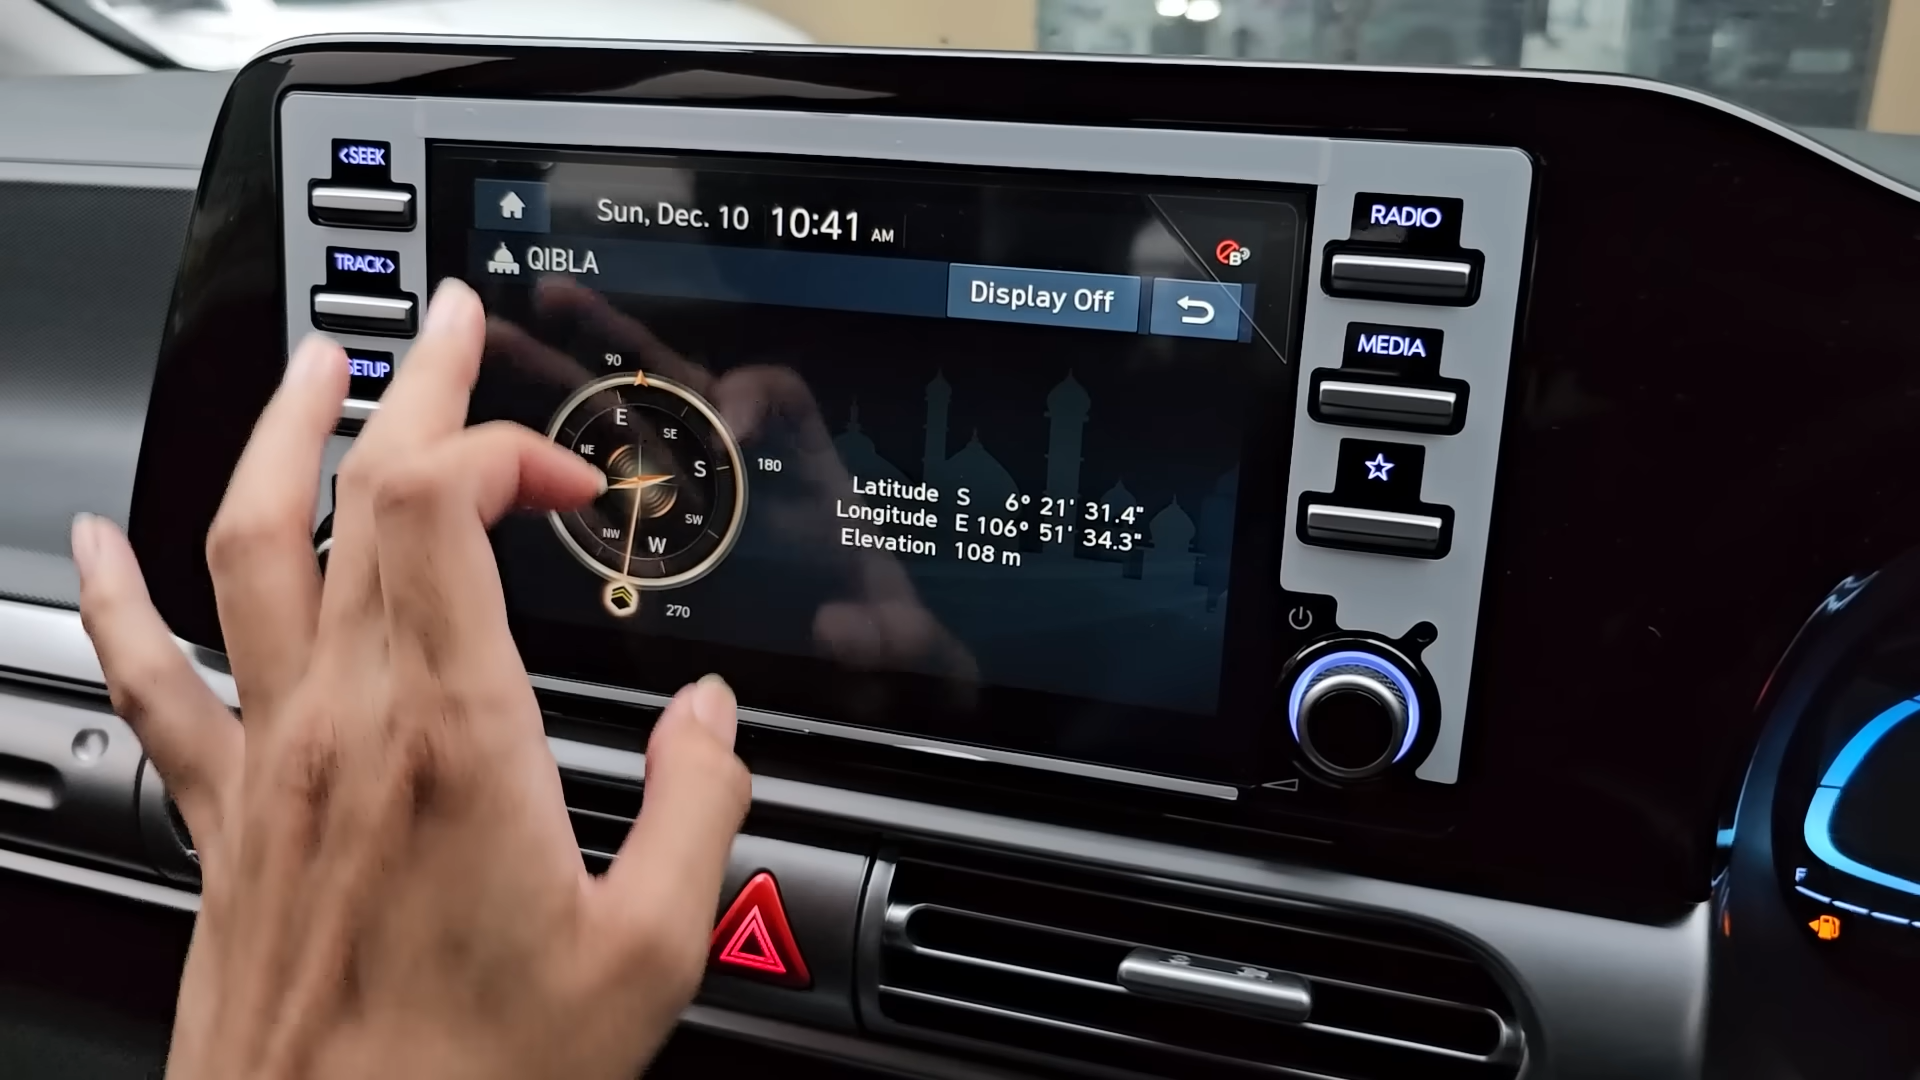 <SEEK
TRACK>
SETUP
Sun, Dec. 10 10:41 AM
B
QIBLA
Display Off
90
E
SE
NE
S
180
SW
NW
W
270
Latitude S 6° 21' 31.4"
Longitude E 106° 51' 34.3"
Elevation 108 m
RADIO
MEDIA
F